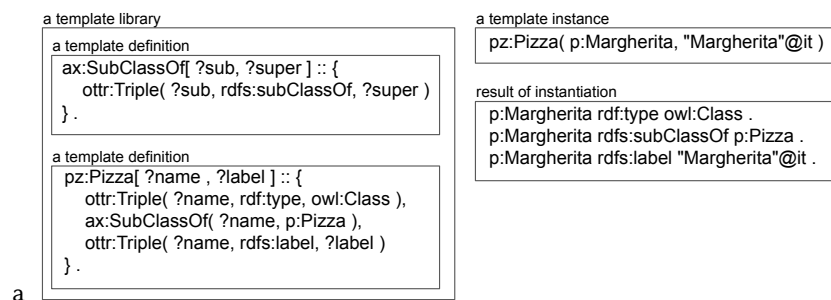 a template library
a template definition
ax:SubClassOf[ ?sub, ?super ] :: {
ottr:Triple( ?sub, rdfs:subClassOf, ?super )
} .
a template definition
pz:Pizza[ ?name , ?label ] :: {
ottr:Triple( ?name, rdf:type, owl:Class ),
ax:SubClassOf( ?name, p:Pizza ),
ottr:Triple( ?name, rdfs:label, ?label )
} .
a template instance
pz:Pizza( p:Margherita, "Margherita"@it )
result of instantiation
p:Margherita rdf:type owl:Class .
p:Margherita rdfs:subClassOf p:Pizza .
p:Margherita rdfs:label "Margherita"@it .
a